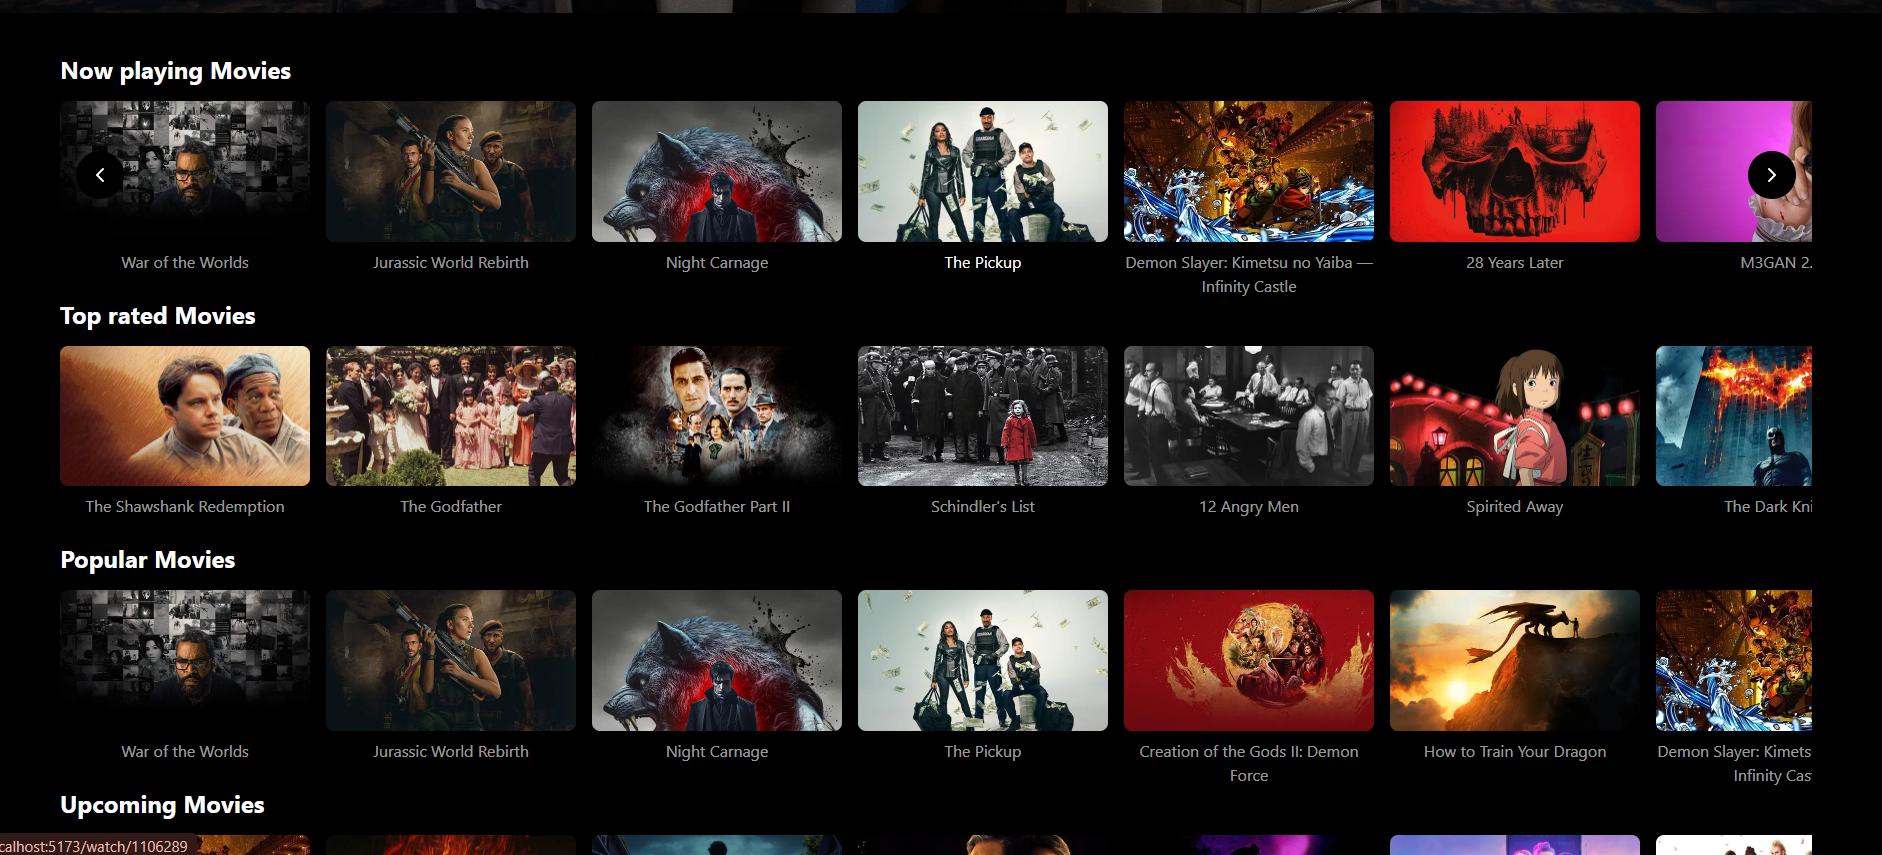 Now playing Movies
War of the Worlds
Jurassic World Rebirth
Night Carnage
The Pickup
Demon Slayer: Kimetsu no Yaiba —
Infinity Castle
28 Years Later
M3GAN 2.
Top rated Movies
The Shawshank Redemption
The Godfather
The Godfather Part II
Schindler's List
12 Angry Men
Spirited Away
The Dark Kni
Popular Movies
War of the Worlds
Jurassic World Rebirth
Night Carnage
The Pickup
Creation of the Gods II: Demon
Force
How to Train Your Dragon
Demon Slayer: Kimets
Infinity Cas
Upcoming Movies
calhost:5173/watch/1106289